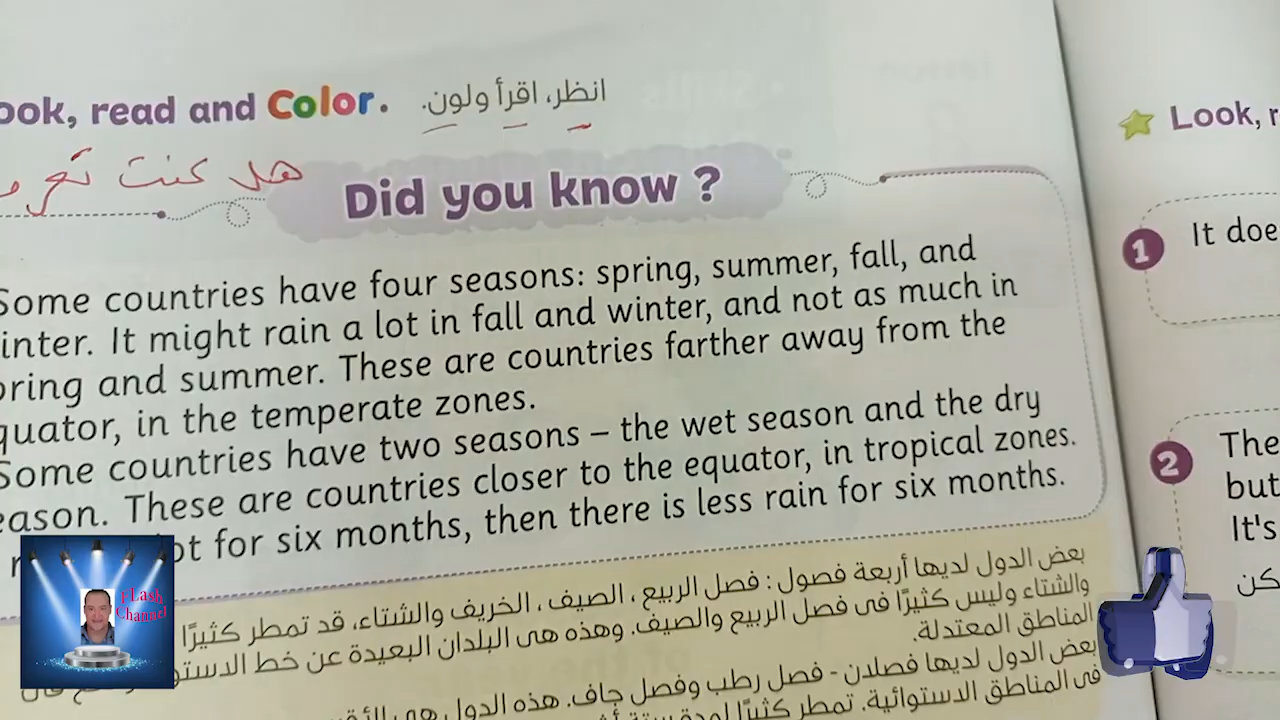 ook, read and Color. انظر، اقرأ ولون.
هل كنت تعر
Did you know ?
Some countries have four seasons: spring, summer, fall, and
inter. It might rain a lot in fall and winter, and not as much in
pring and summer. These are countries farther away from the
quator, in the temperate zones.
Some countries have two seasons – the wet season and the dry
eason. These are countries closer to the equator, in tropical zones.
ot for six months, then there is less rain for six months.
بعض الدول لديها أربعة فصول : فصل الربيع ، الصيف ، الخريف والشتاء، قد تمطر كثيرًا
والشتاء وليس كثيرًا فى فصل الربيع والصيف. وهذه هى البلدان البعيدة عن خط الاستو
المناطق المعتدلة.
بعض الدول لديها فصلان - فصل رطب وفصل جاف. هذه الدول هى
فى المناطق الاستوائية. تمطر كثيرًا لمدة ستة
Look, r
1 It doe
2 The
but
It's
كن
FLash
Channel